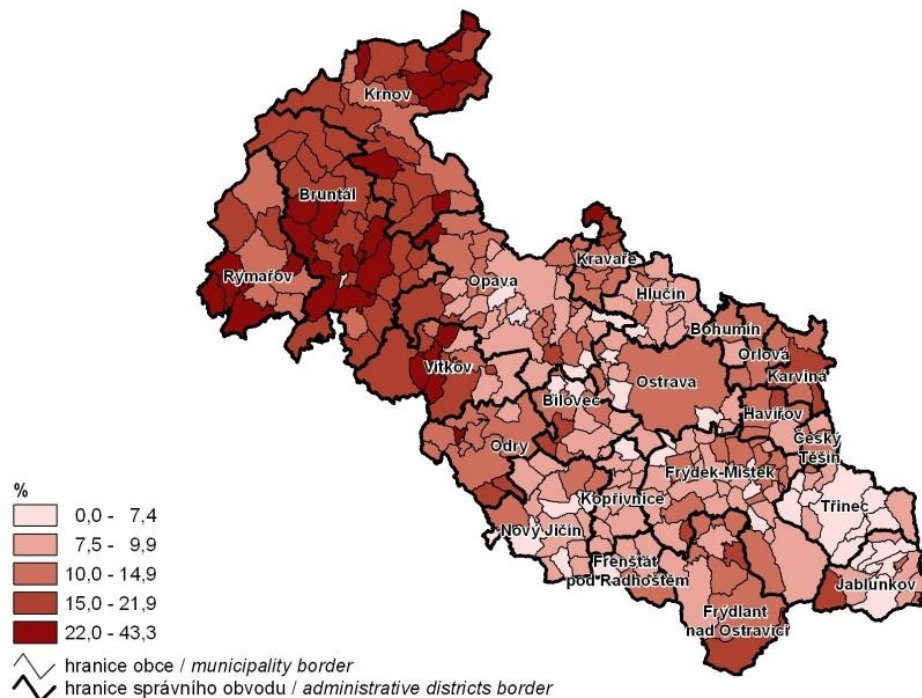 Krnov
Bruntál
Rýmařov
Opava
Kravaře
Hlučín
Bohumín
Vítkov
Orlová
Ostrava
Karviná
Bílovec
Havířov
Odry
Český
Těšín
Frýdek-Místek
%
0,0 - 7,4
7,5 - 9,9
10,0 - 14,9
15,0 - 21,9
22,0 - 43,3
Kopřivnice
Třinec
Nový Jičín
Frenštát
pod Radhoštěm
Jablunkov
Frýdlant
nad Ostravicí
hranice obce / municipality border
hranice správního obvodu / administrative districts border